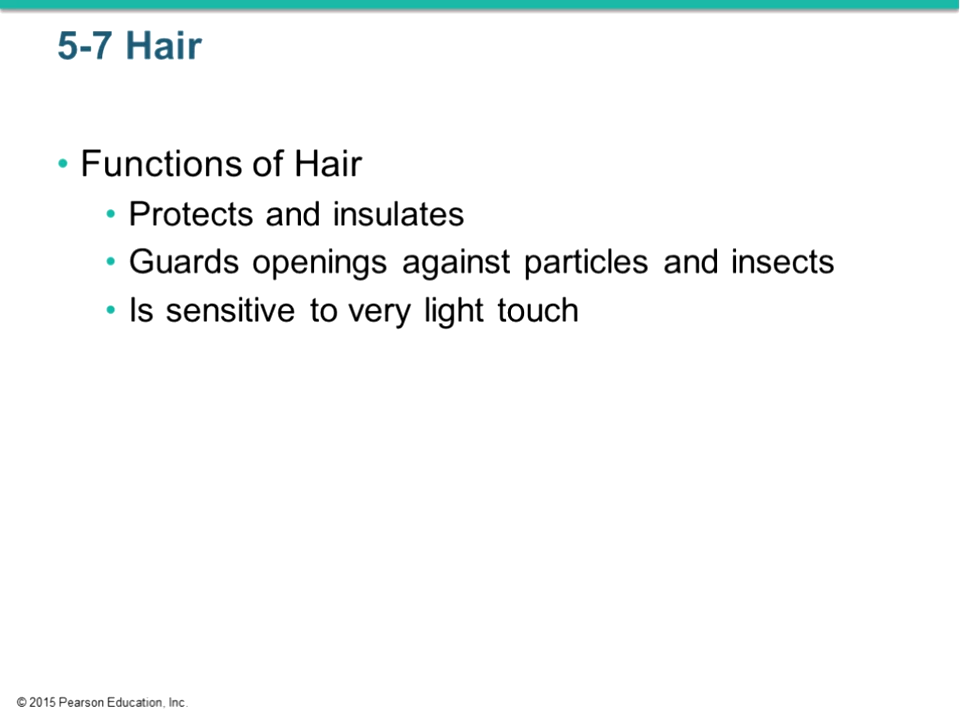 5-7 Hair
• Functions of Hair
• Protects and insulates
• Guards openings against particles and insects
• Is sensitive to very light touch
© 2015 Pearson Education, Inc.